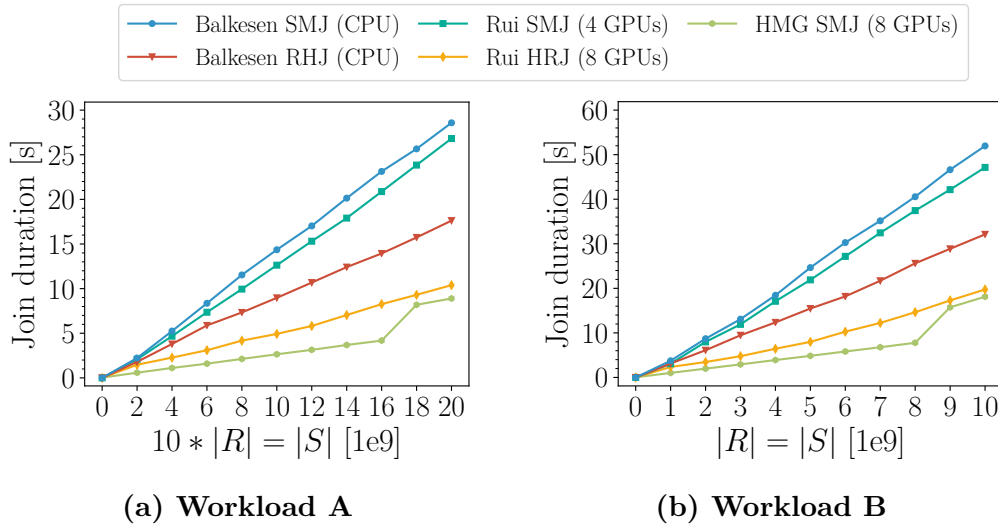 Balkesen SMJ (CPU)
Rui SMJ (4 GPUs)
HMG SMJ (8 GPUs)
Balkesen RHJ (CPU)
Rui HRJ (8 GPUs)
Join duration [s]
30
25
20
15
10
5
0
0 2 4 6 8 10 12 14 16 18 20
10 ∗ |R| = |S| [1e9]
(a) Workload A
Join duration [s]
60
50
40
30
20
10
0
0 1 2 3 4 5 6 7 8 9 10
|R| = |S| [1e9]
(b) Workload B